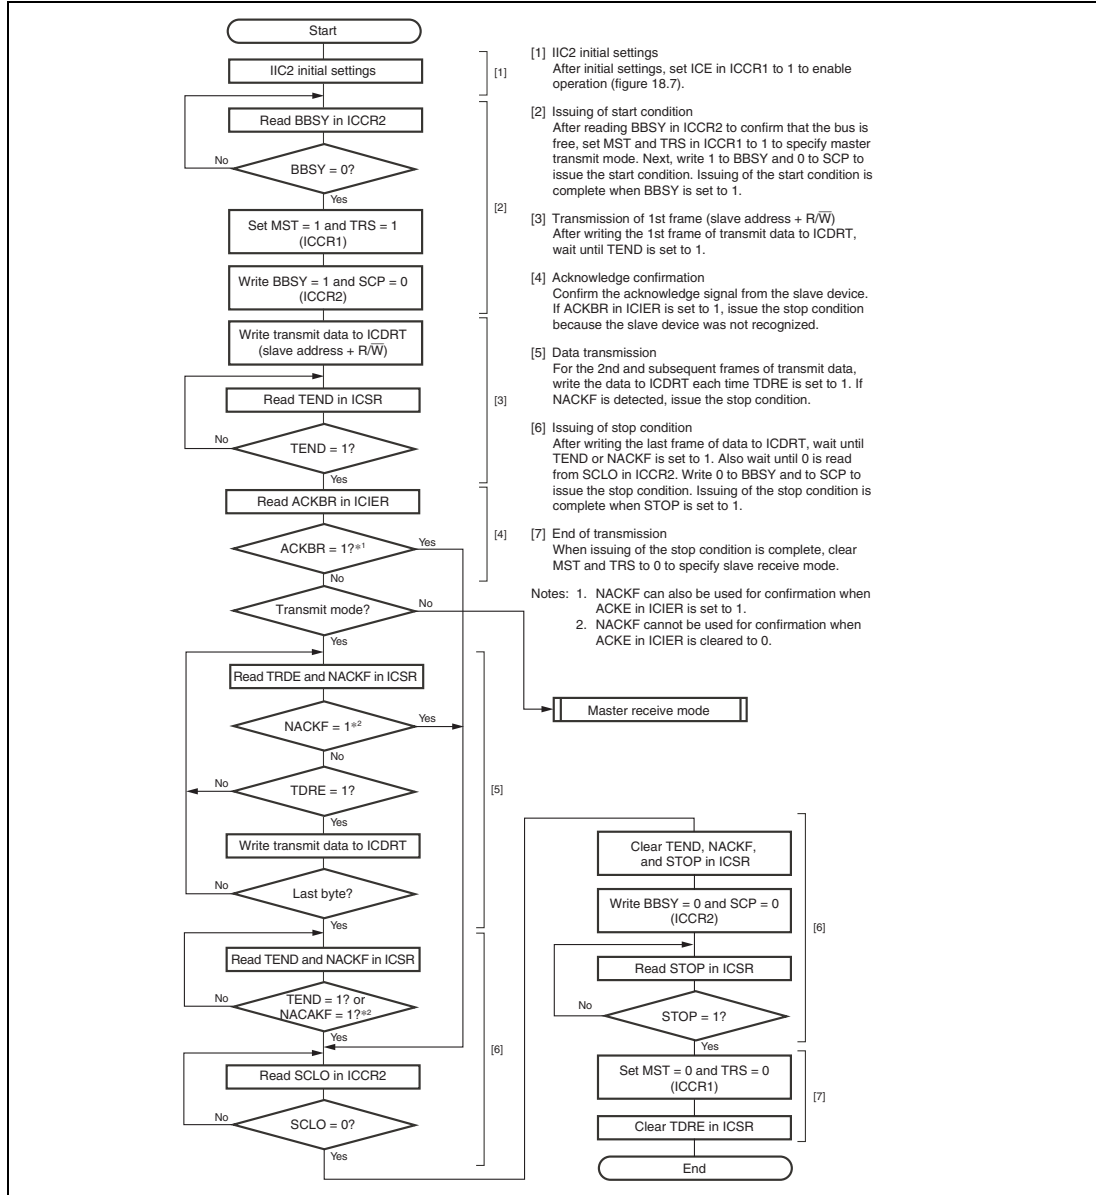 Start
IIC2 initial settings
[1]
Read BBSY in ICCR2
No
BBSY = 0?
Yes
[2]
Set MST = 1 and TRS = 1
(ICCR1)
Write BBSY = 1 and SCP = 0
(ICCR2)
Write transmit data to ICDRT
(slave address + R/W̅)
Read TEND in ICSR
[3]
No
TEND = 1?
Yes
Read ACKBR in ICIER
[4]
ACKBR = 1?*1
Yes
No
Transmit mode?
No
Yes
Read TRDE and NACKF in ICSR
NACKF = 1*2
Yes
No
No
TDRE = 1?
[5]
Yes
Write transmit data to ICDRT
No
Last byte?
Yes
Read TEND and NACKF in ICSR
No
TEND = 1? or
NACAKF = 1?*2
Yes
[6]
Read SCLO in ICCR2
No
SCLO = 0?
Yes
[1] IIC2 initial settings
After initial settings, set ICE in ICCR1 to 1 to enable
operation (figure 18.7).
[2] Issuing of start condition
After reading BBSY in ICCR2 to confirm that the bus is
free, set MST and TRS in ICCR1 to 1 to specify master
transmit mode. Next, write 1 to BBSY and 0 to SCP to
issue the start condition. Issuing of the start condition is
complete when BBSY is set to 1.
[3] Transmission of 1st frame (slave address + R/W̅)
After writing the 1st frame of transmit data to ICDRT,
wait until TEND is set to 1.
[4] Acknowledge confirmation
Confirm the acknowledge signal from the slave device.
If ACKBR in ICIER is set to 1, issue the stop condition
because the slave device was not recognized.
[5] Data transmission
For the 2nd and subsequent frames of transmit data,
write the data to ICDRT each time TDRE is set to 1. If
NACKF is detected, issue the stop condition.
[6] Issuing of stop condition
After writing the last frame of data to ICDRT, wait until
TEND or NACKF is set to 1. Also wait until 0 is read
from SCLO in ICCR2. Write 0 to BBSY and to SCP to
issue the stop condition. Issuing of the stop condition is
complete when STOP is set to 1.
[7] End of transmission
When issuing of the stop condition is complete, clear
MST and TRS to 0 to specify slave receive mode.
Notes: 1. NACKF can also be used for confirmation when
ACKE in ICIER is set to 1.
2. NACKF cannot be used for confirmation when
ACKE in ICIER is cleared to 0.
Master receive mode
Clear TEND, NACKF,
and STOP in ICSR
Write BBSY = 0 and SCP = 0
(ICCR2)
[6]
Read STOP in ICSR
No
STOP = 1?
Yes
Set MST = 0 and TRS = 0
(ICCR1)
[7]
Clear TDRE in ICSR
End